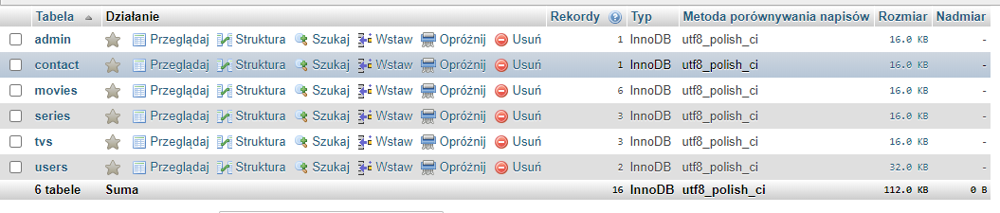 Tabela Działanie Rekordy Typ Metoda porównywania napisów Rozmiar Nadmiar
admin Przeglądaj Struktura Szukaj Wstaw Opróżnij Usuń 1 InnoDB utf8_polish_ci 16.0 KB -
contact Przeglądaj Struktura Szukaj Wstaw Opróżnij Usuń 1 InnoDB utf8_polish_ci 16.0 KB -
movies Przeglądaj Struktura Szukaj Wstaw Opróżnij Usuń 6 InnoDB utf8_polish_ci 16.0 KB -
series Przeglądaj Struktura Szukaj Wstaw Opróżnij Usuń 3 InnoDB utf8_polish_ci 16.0 KB -
tvs Przeglądaj Struktura Szukaj Wstaw Opróżnij Usuń 3 InnoDB utf8_polish_ci 16.0 KB -
users Przeglądaj Struktura Szukaj Wstaw Opróżnij Usuń 2 InnoDB utf8_polish_ci 32.0 KB -
6 tabele Suma 16 InnoDB utf8_polish_ci 112.0 KB 0 B